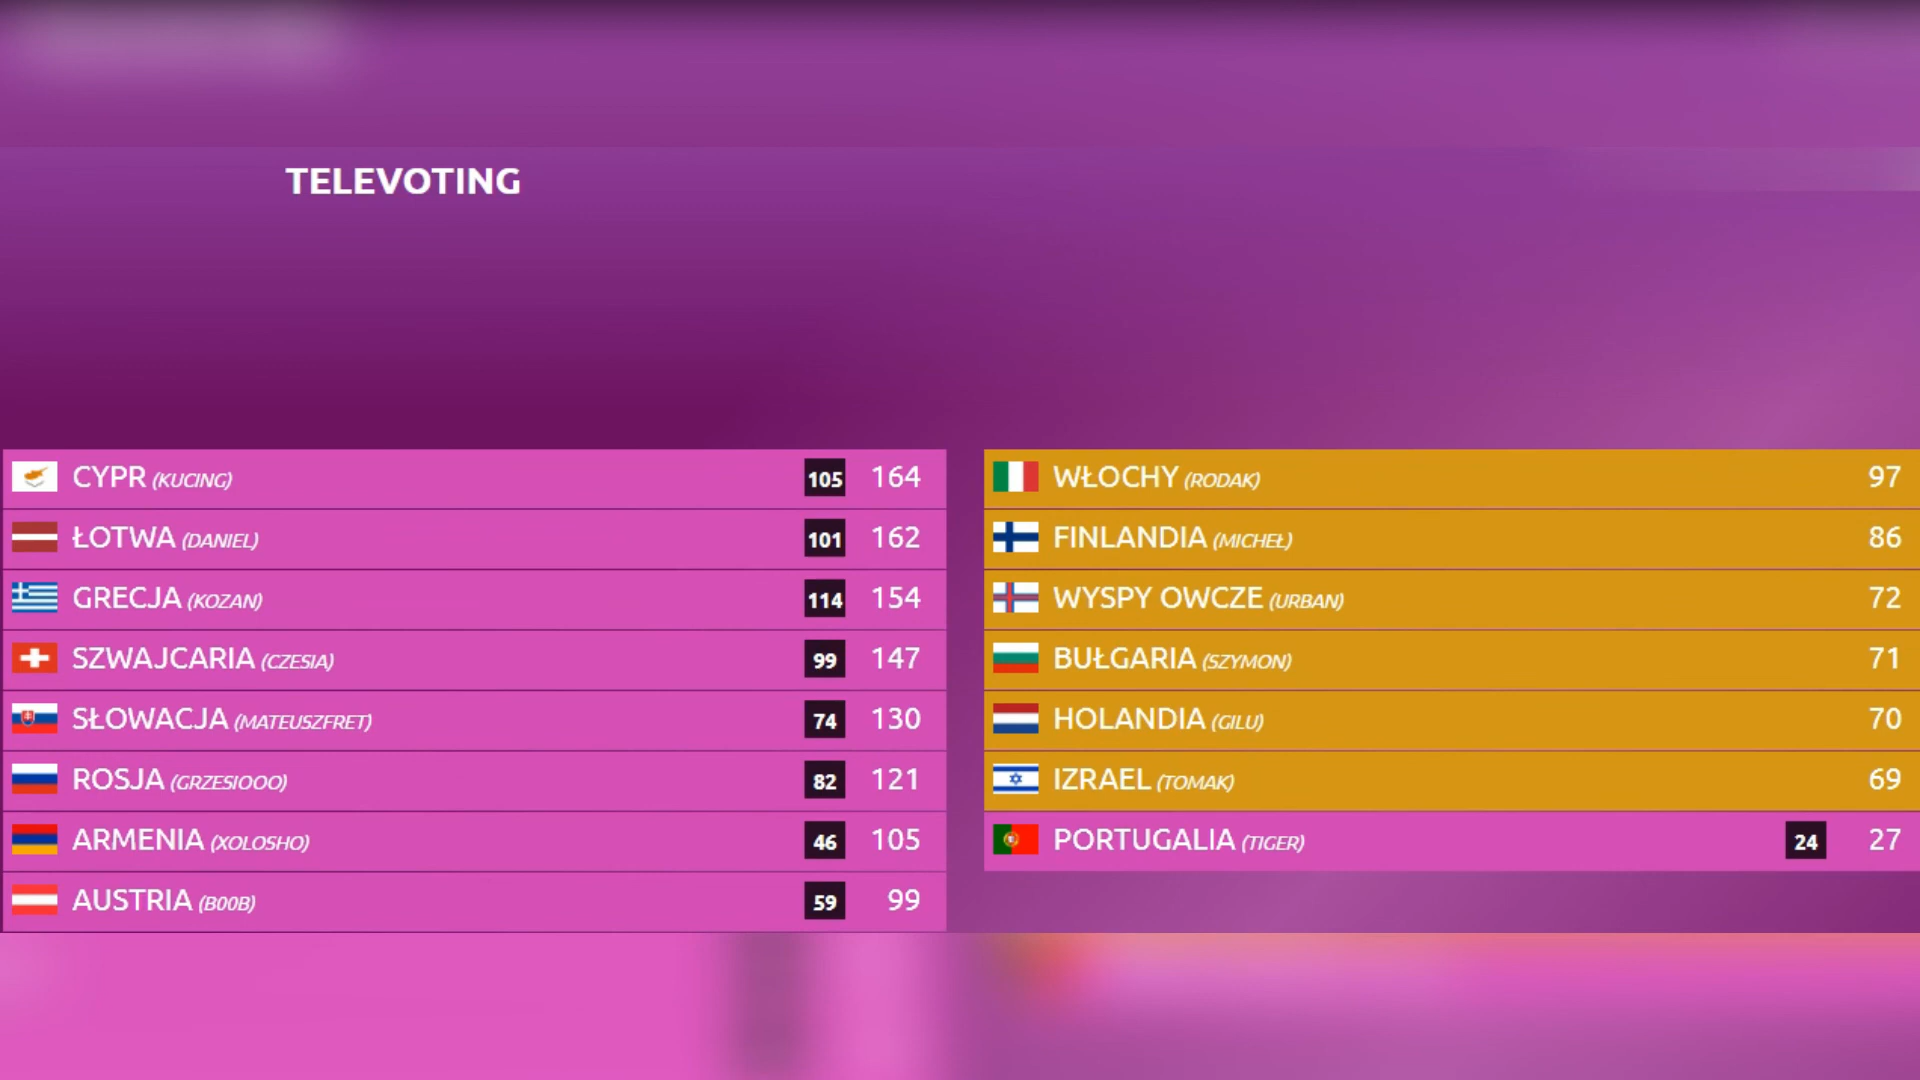 TELEVOTING
CYPR (KUCING) 105 164
ŁOTWA (DANIEL) 101 162
GRECJA (KOZAN) 114 154
SZWAJCARIA (CZESIA) 99 147
SŁOWACJA (MATEUSZFRET) 74 130
ROSJA (GRZESIOOO) 82 121
ARMENIA (XOLOSHO) 46 105
AUSTRIA (B00B) 59 99
WŁOCHY (RODAK) 97
FINLANDIA (MICHEŁ) 86
WYSPY OWCZE (URBAN) 72
BUŁGARIA (SZYMON) 71
HOLANDIA (GILU) 70
IZRAEL (TOMAK) 69
PORTUGALIA (TIGER) 24 27